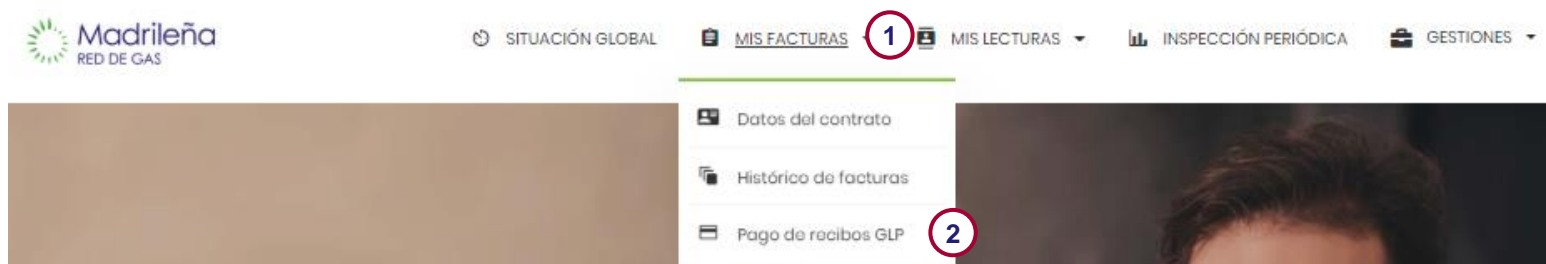 Madrileña
RED DE GAS
SITUACIÓN GLOBAL
MIS FACTURAS
1
MIS LECTURAS
INSPECCIÓN PERIÓDICA
GESTIONES
Datos del contrato
Histórico de facturas
Pago de recibos GLP
2